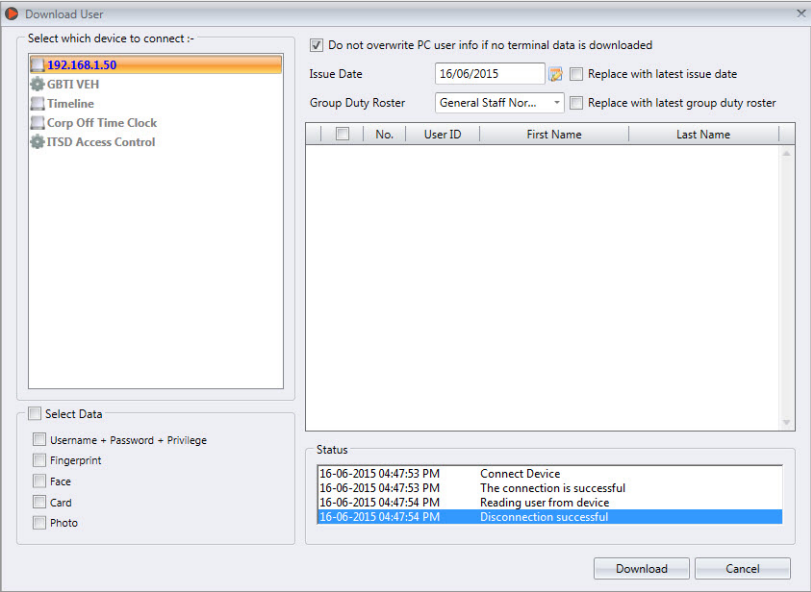 Download User
Select which device to connect :-
192.168.1.50
GBTI VEH
Timeline
Corp Off Time Clock
ITSD Access Control
Do not overwrite PC user info if no terminal data is downloaded
Issue Date 16/06/2015 Replace with latest issue date
Group Duty Roster General Staff Nor... Replace with latest group duty roster
No. User ID First Name Last Name
Select Data
Username + Password + Privilege
Fingerprint
Face
Card
Photo
Status
16-06-2015 04:47:53 PM Connect Device
16-06-2015 04:47:53 PM The connection is successful
16-06-2015 04:47:54 PM Reading user from device
16-06-2015 04:47:54 PM Disconnection successful
Download Cancel